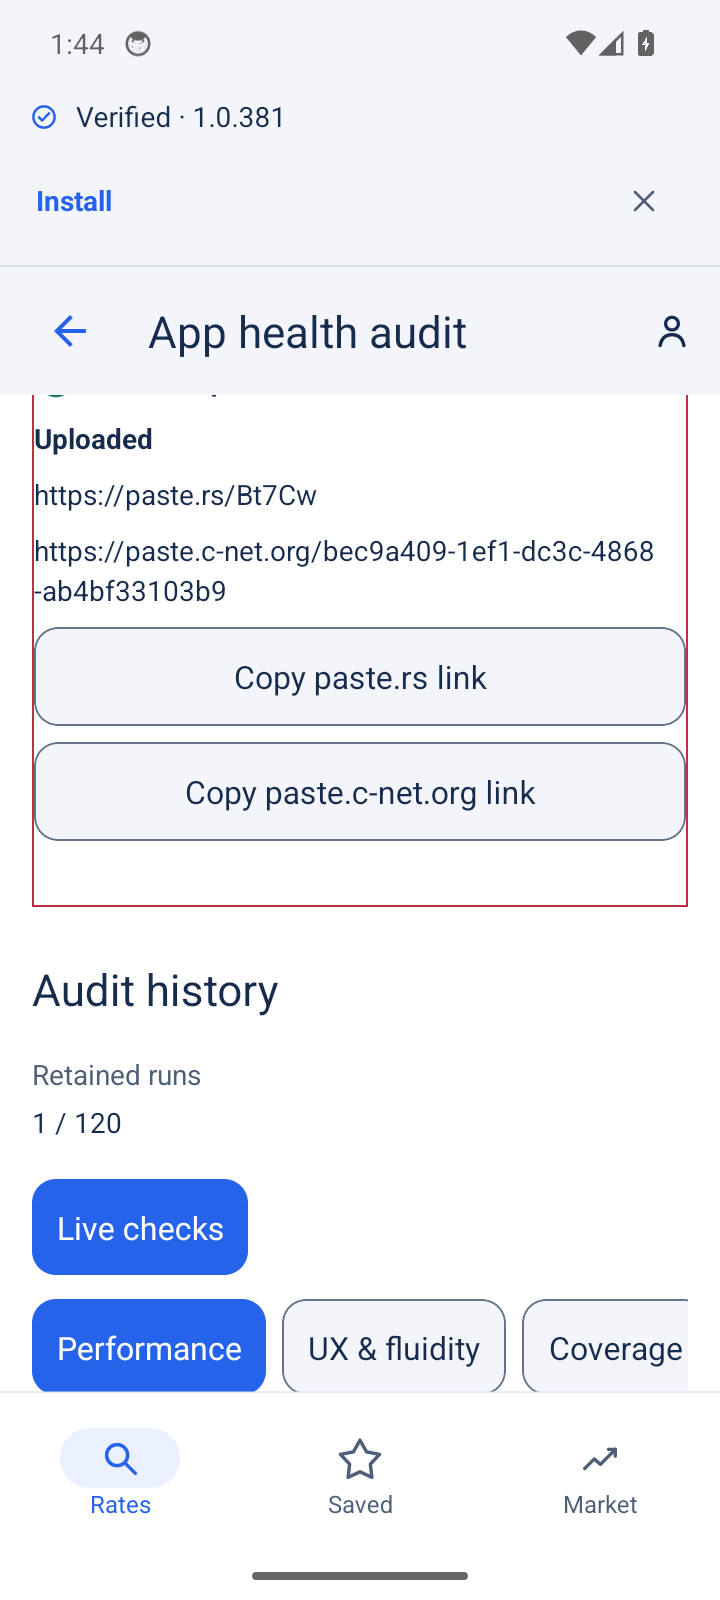 1:44
Verified · 1.0.381
Install
App health audit
Uploaded
https://paste.rs/Bt7Cw
https://paste.c-net.org/bec9a409-1ef1-dc3c-4868
-ab4bf33103b9
Copy paste.rs link
Copy paste.c-net.org link
Audit history
Retained runs
1 / 120
Live checks
Performance
UX & fluidity
Coverage
Rates
Saved
Market